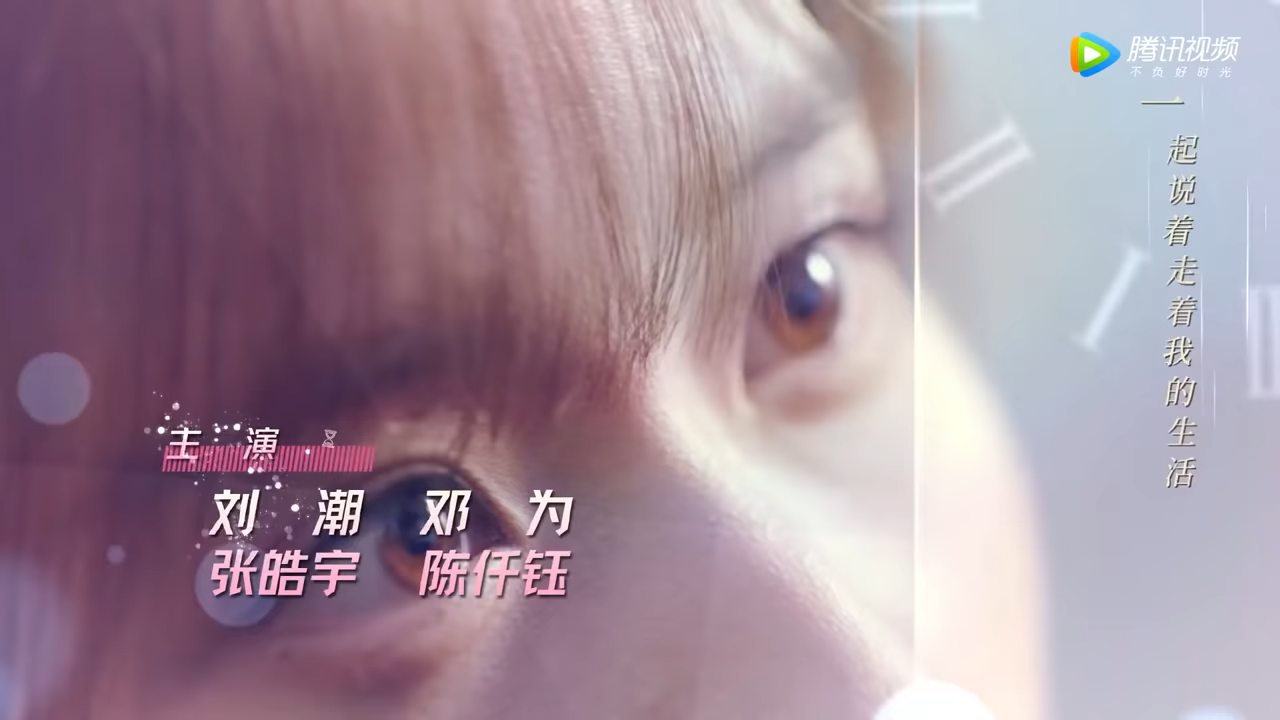 腾讯视频
不负好时光
一起说着走着我的生活
主演
刘潮 邓为
张皓宇 陈仟钰